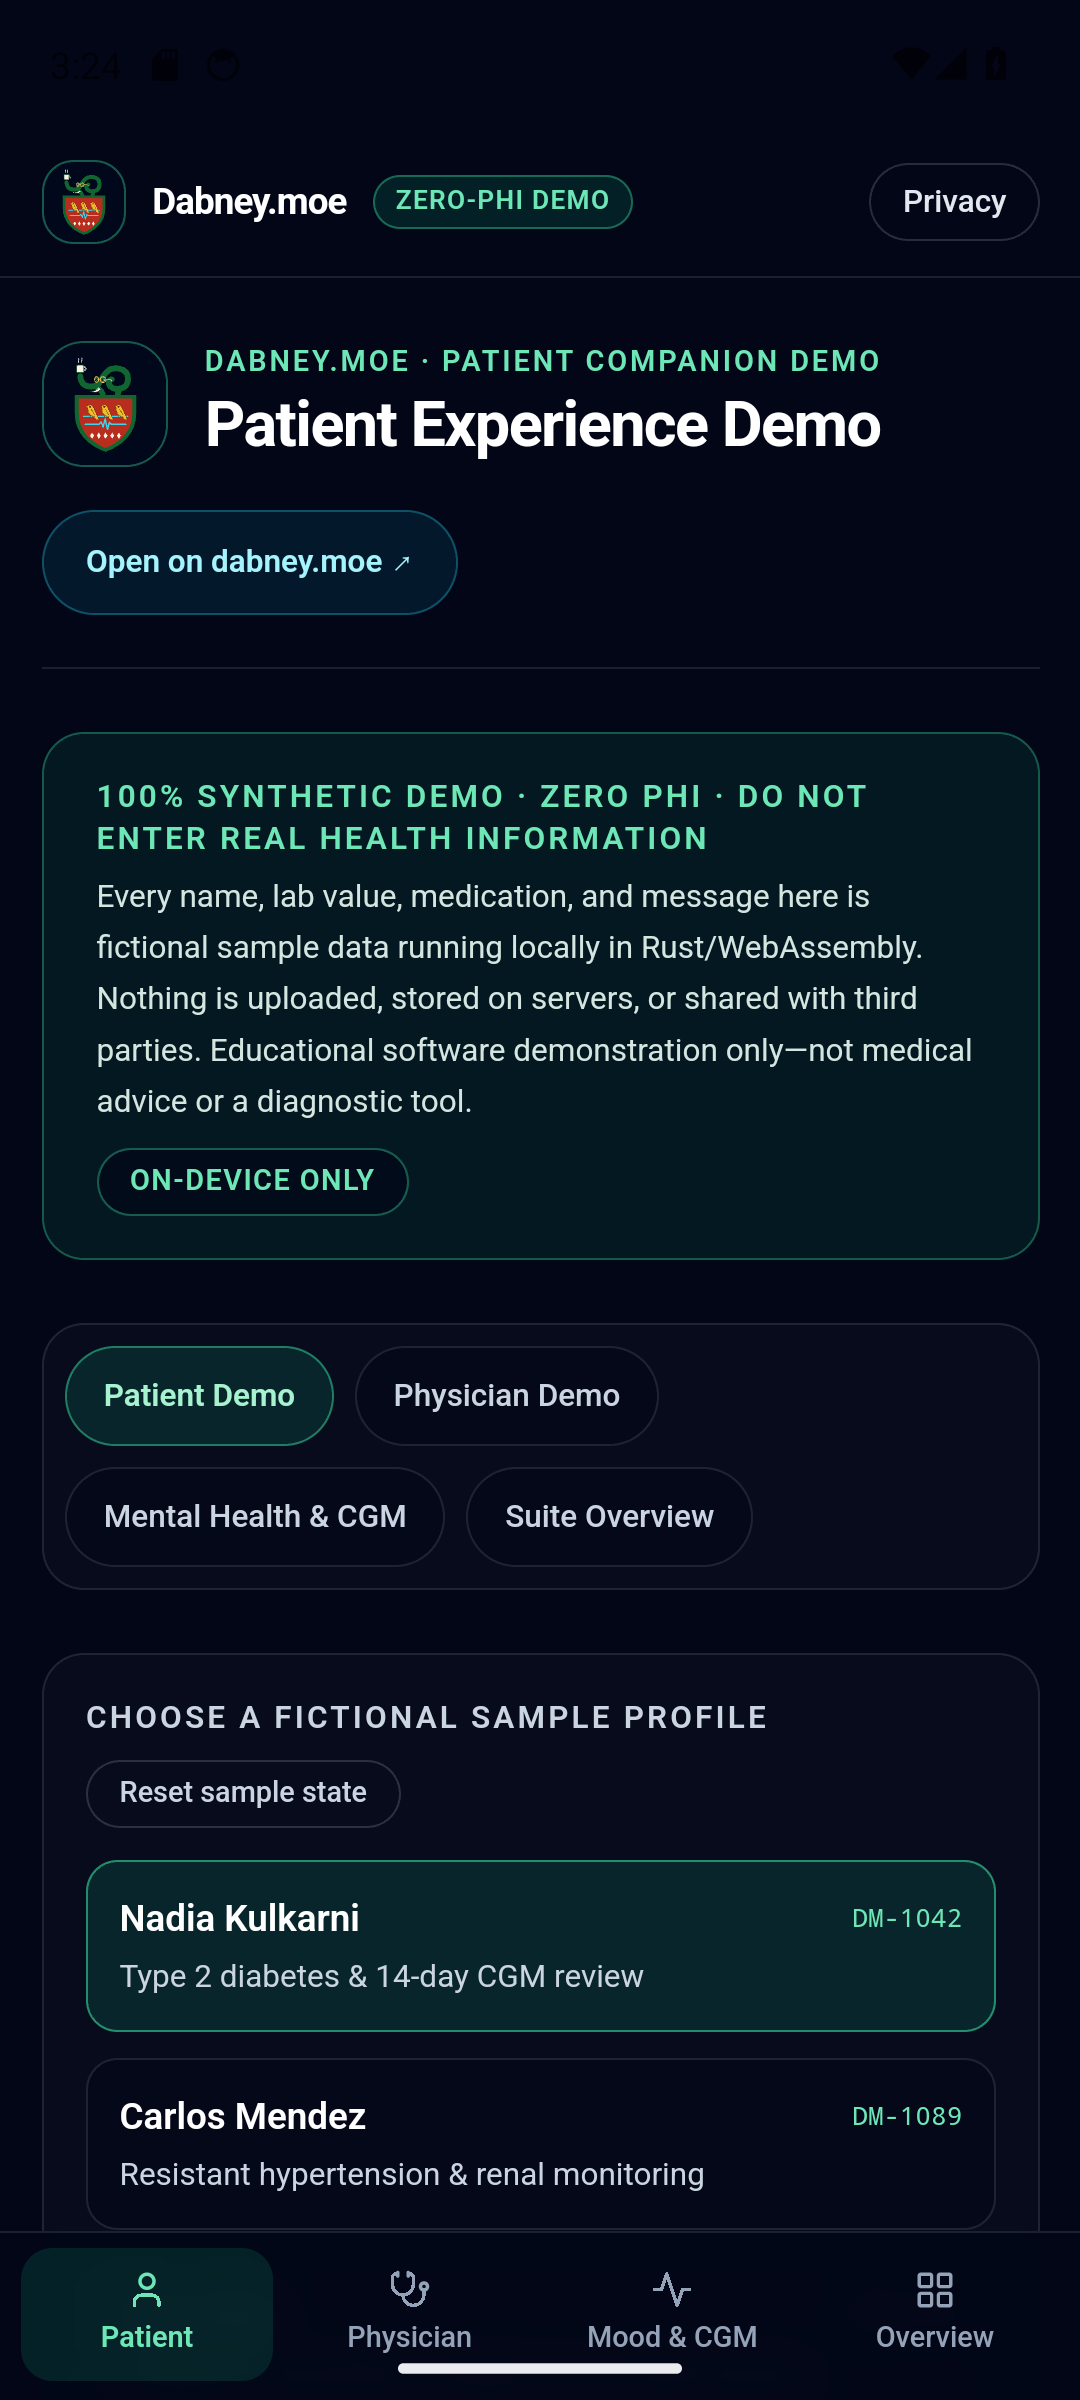 3:24
Dabney.moe
ZERO-PHI DEMO
Privacy
DABNEY.MOE · PATIENT COMPANION DEMO
Patient Experience Demo
Open on dabney.moe ↗
100% SYNTHETIC DEMO · ZERO PHI · DO NOT
ENTER REAL HEALTH INFORMATION
Every name, lab value, medication, and message here is
fictional sample data running locally in Rust/WebAssembly.
Nothing is uploaded, stored on servers, or shared with third
parties. Educational software demonstration only—not medical
advice or a diagnostic tool.
ON-DEVICE ONLY
Patient Demo
Physician Demo
Mental Health & CGM
Suite Overview
CHOOSE A FICTIONAL SAMPLE PROFILE
Reset sample state
Nadia Kulkarni
DM-1042
Type 2 diabetes & 14-day CGM review
Carlos Mendez
DM-1089
Resistant hypertension & renal monitoring
Patient
Physician
Mood & CGM
Overview